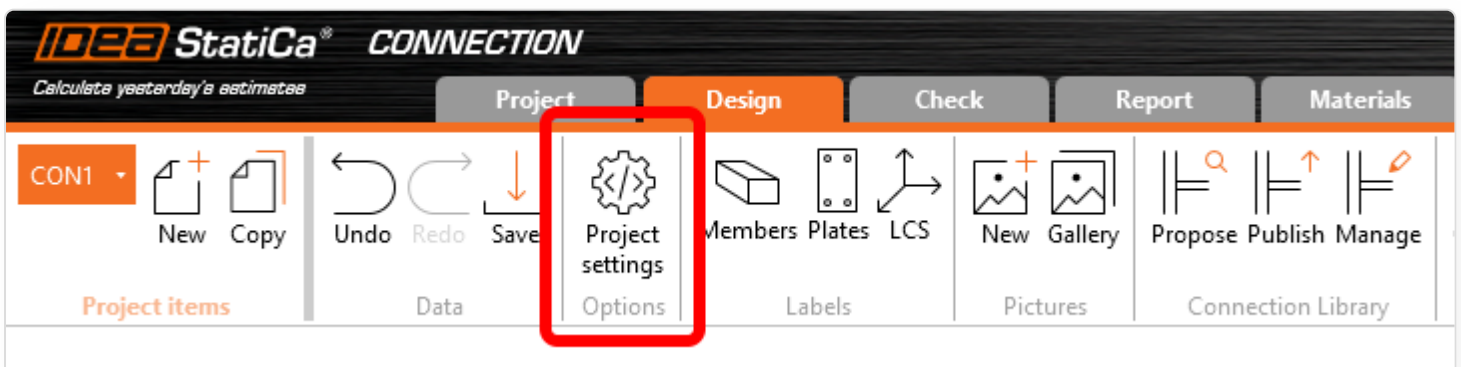 IDEA StatiCa® CONNECTION
Calculate yesterday's estimates
Project Design Check Report Materials
CON1 New Copy Undo Redo Save Project settings Members Plates LCS New Gallery Propose Publish Manage
Project items Data Options Labels Pictures Connection Library